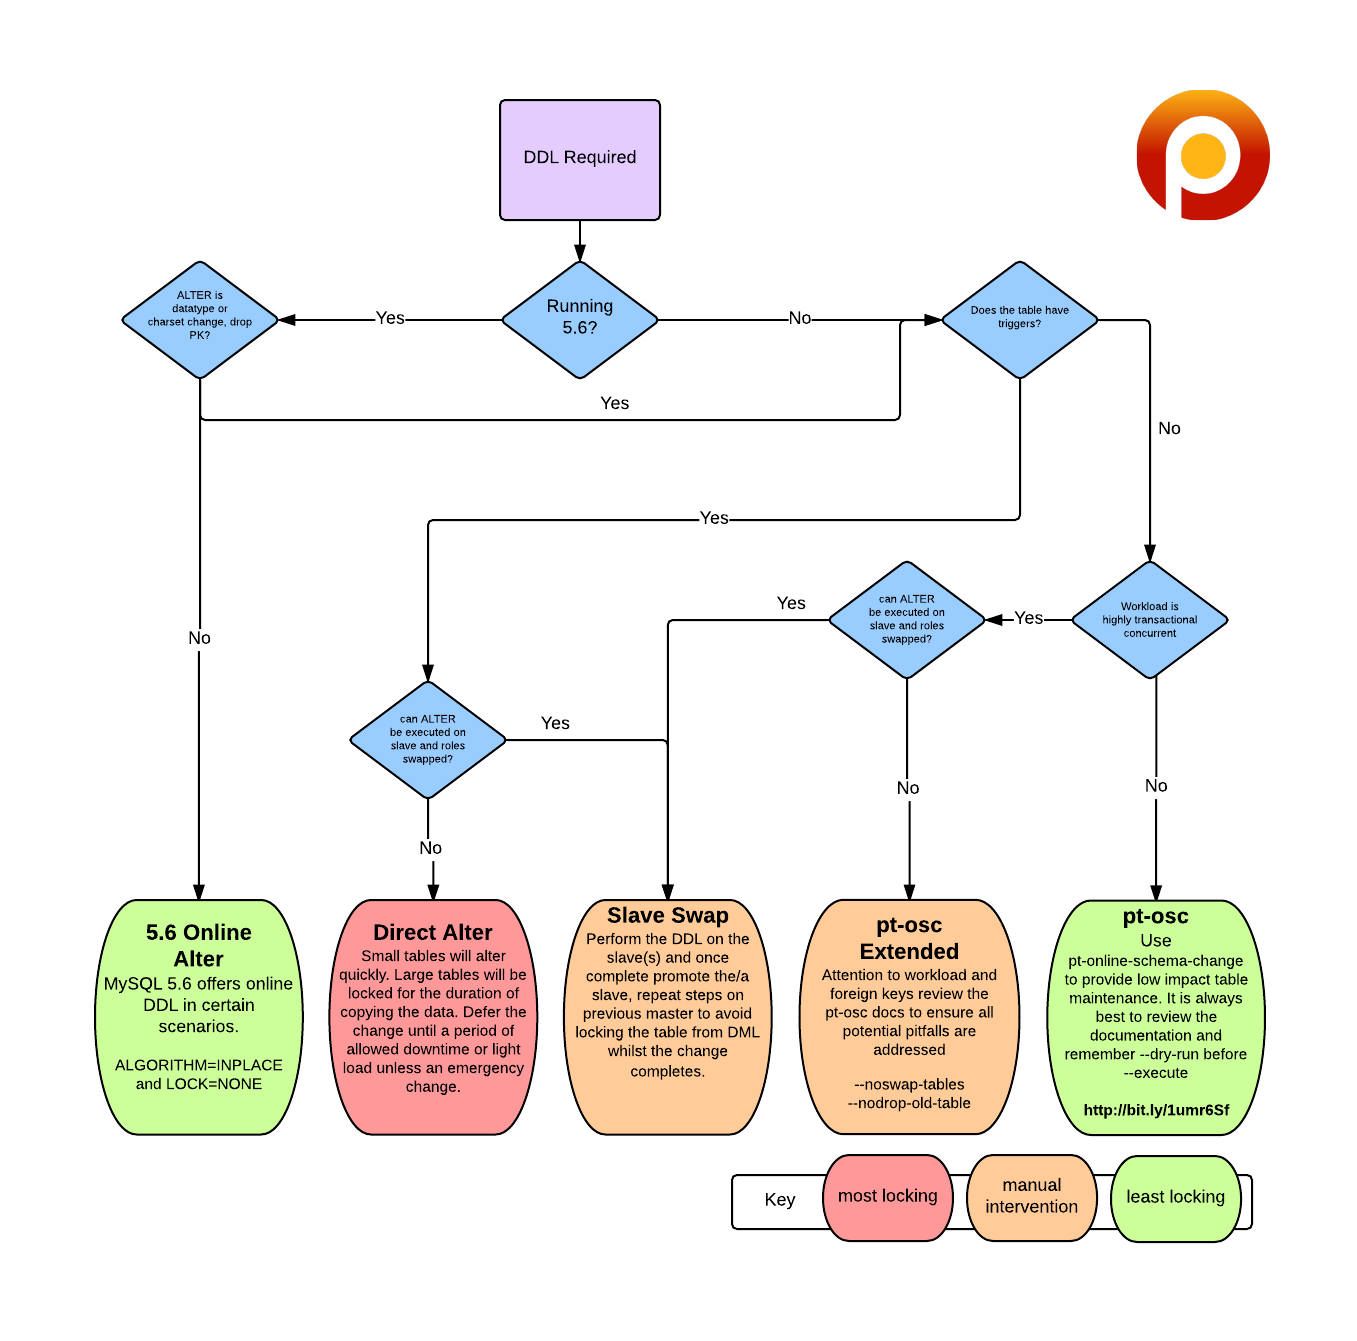 DDL Required
ALTER is
datatype or
charset change, drop
PK?
Yes
Running
5.6?
No
Does the table have
triggers?
Yes
No
Yes
No
can ALTER
be executed on
slave and roles
swapped?
Yes
Workload is
highly transactional
concurrent
Yes
can ALTER
be executed on
slave and roles
swapped?
Yes
No
No
No
5.6 Online
Alter
MySQL 5.6 offers online
DDL in certain
scenarios.
ALGORITHM=INPLACE
and LOCK=NONE
Direct Alter
Small tables will alter
quickly. Large tables will be
locked for the duration of
copying the data. Defer the
change until a period of
allowed downtime or light
load unless an emergency
change.
Slave Swap
Perform the DDL on the
slave(s) and once
complete promote the/a
slave, repeat steps on
previous master to avoid
locking the table from DML
whilst the change
completes.
pt-osc
Extended
Attention to workload and
foreign keys review the
pt-osc docs to ensure all
potential pitfalls are
addressed
--noswap-tables
--nodrop-old-table
pt-osc
Use
pt-online-schema-change
to provide low impact table
maintenance. It is always
best to review the
documentation and
remember --dry-run before
--execute
http://bit.ly/1umr6Sf
Key
most locking
manual
intervention
least locking